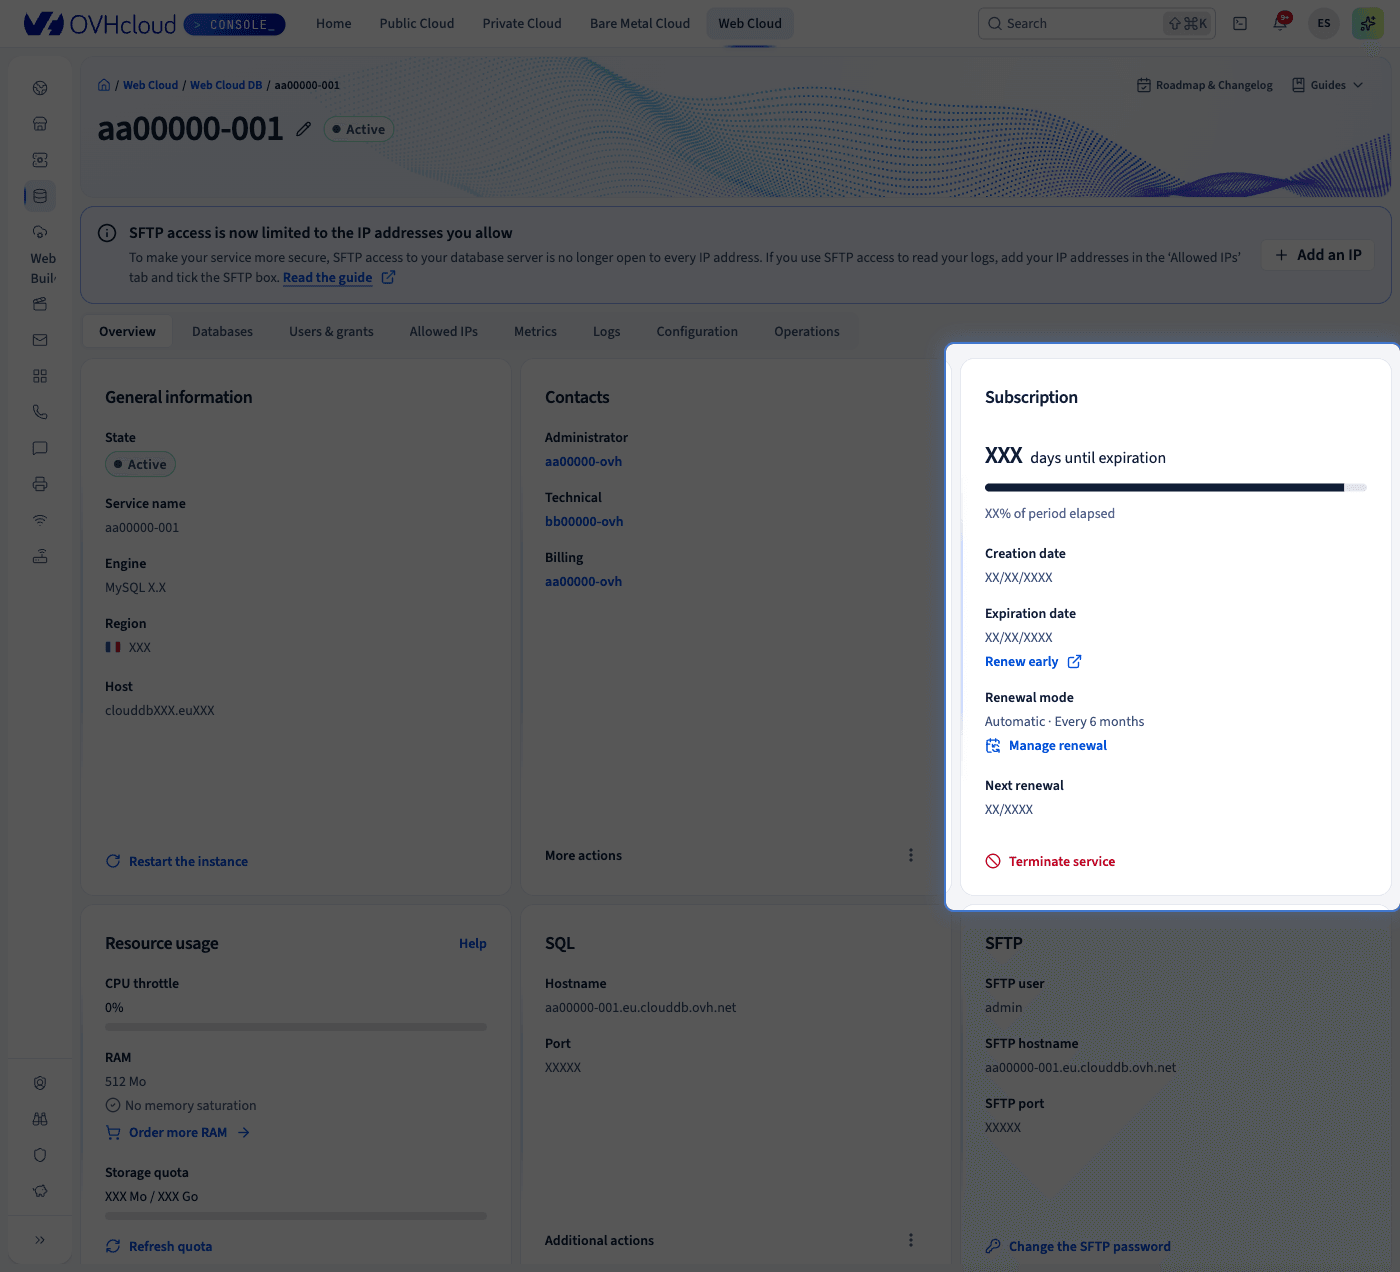 OVHcloud > CONSOLE_
Home Public Cloud Private Cloud Bare Metal Cloud Web Cloud
Search ⇧⌘K 9+ ES
/ Web Cloud / Web Cloud DB / aa00000-001
Roadmap & Changelog Guides
aa00000-001 Active
SFTP access is now limited to the IP addresses you allow
To make your service more secure, SFTP access to your database server is no longer open to every IP address. If you use SFTP access to read your logs, add your IP addresses in the ‘Allowed IPs’
tab and tick the SFTP box. Read the guide
+ Add an IP
Web
Buil
Overview Databases Users & grants Allowed IPs Metrics Logs Configuration Operations
General information
State
Active
Service name
aa00000-001
Engine
MySQL X.X
Region
XXX
Host
clouddbXXX.euXXX
Restart the instance
Contacts
Administrator
aa00000-ovh
Technical
bb00000-ovh
Billing
aa00000-ovh
More actions
Subscription
XXX days until expiration
XX% of period elapsed
Creation date
XX/XX/XXXX
Expiration date
XX/XX/XXXX
Renew early
Renewal mode
Automatic · Every 6 months
Manage renewal
Next renewal
XX/XXXX
Terminate service
Resource usage Help
CPU throttle
0%
RAM
512 Mo
No memory saturation
Order more RAM
Storage quota
XXX Mo / XXX Go
Refresh quota
SQL
Hostname
aa00000-001.eu.clouddb.ovh.net
Port
XXXXX
Additional actions
SFTP
SFTP user
admin
SFTP hostname
aa00000-001.eu.clouddb.ovh.net
SFTP port
XXXXX
Change the SFTP password